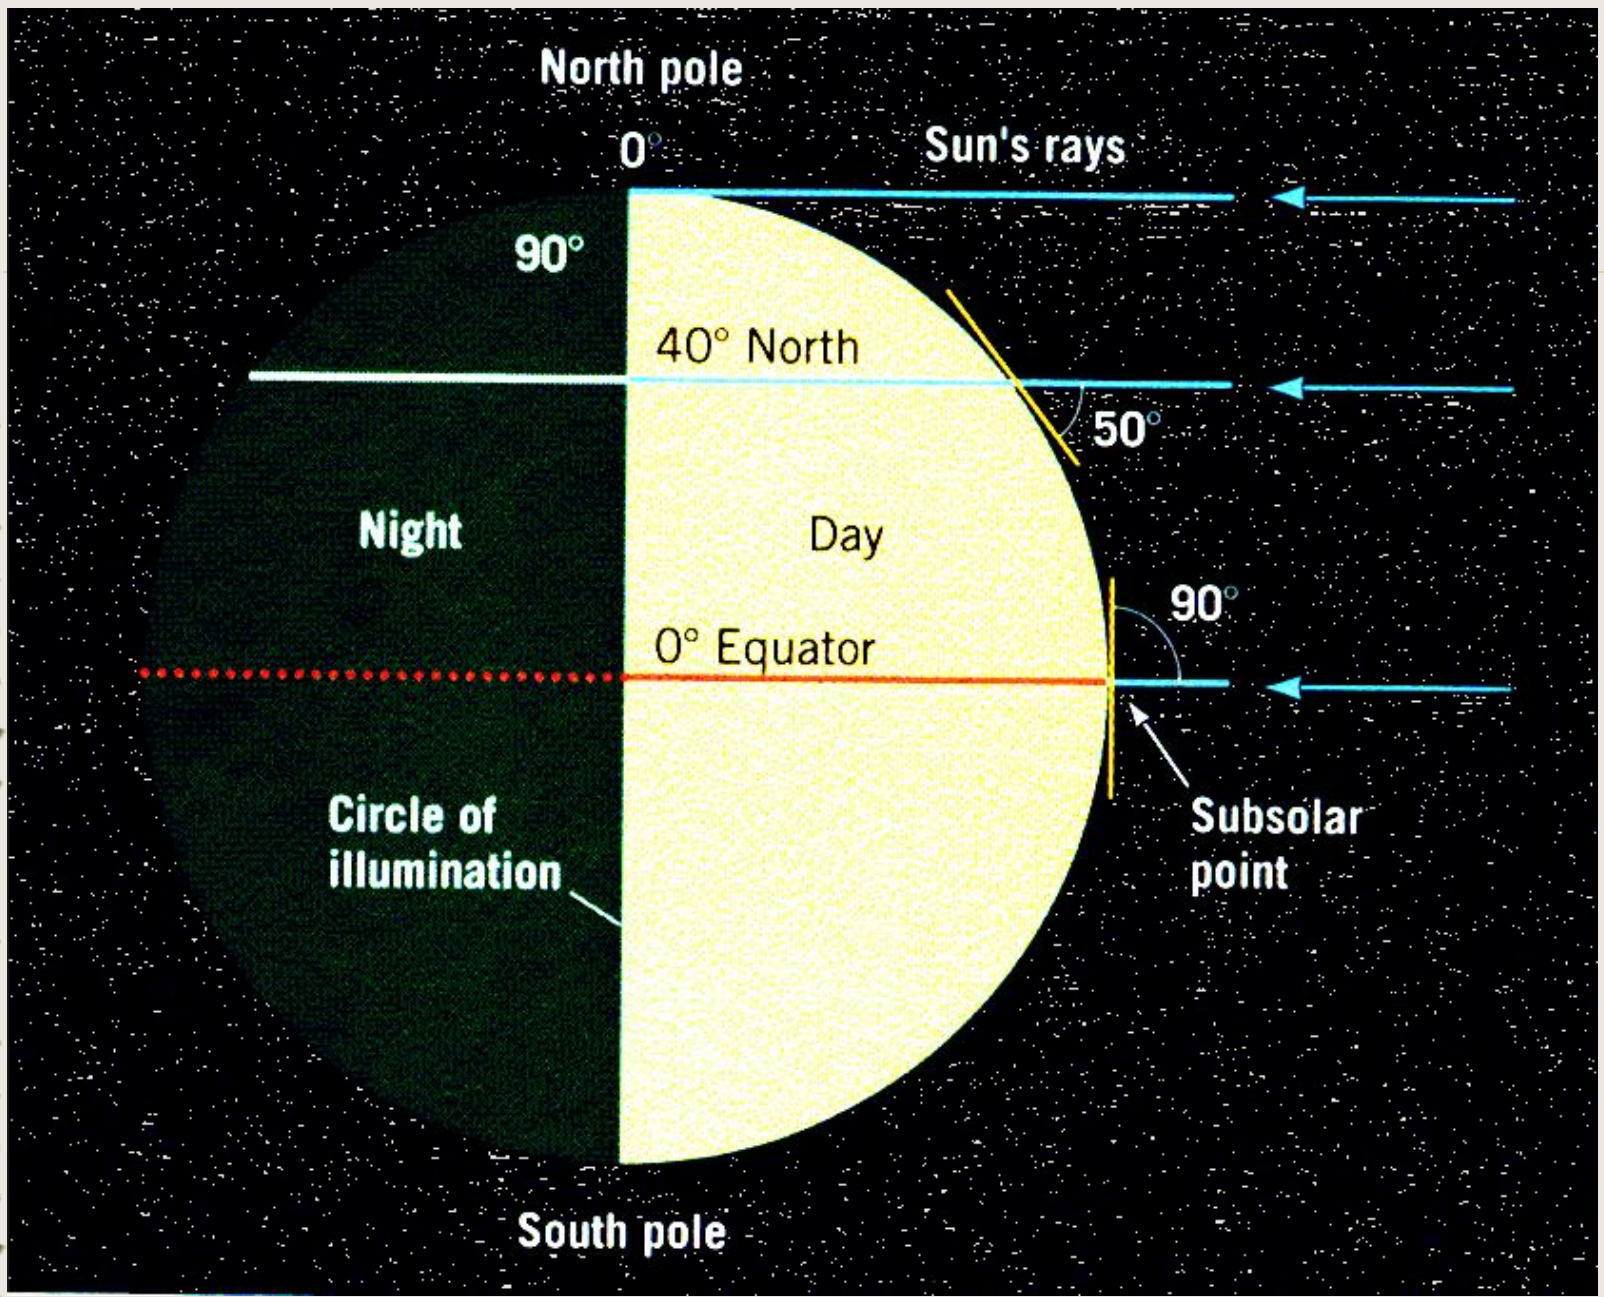 North pole
0°
Sun's rays
90°
40° North
50°
Night
Day
90°
0° Equator
Circle of
illumination
Subsolar
point
South pole